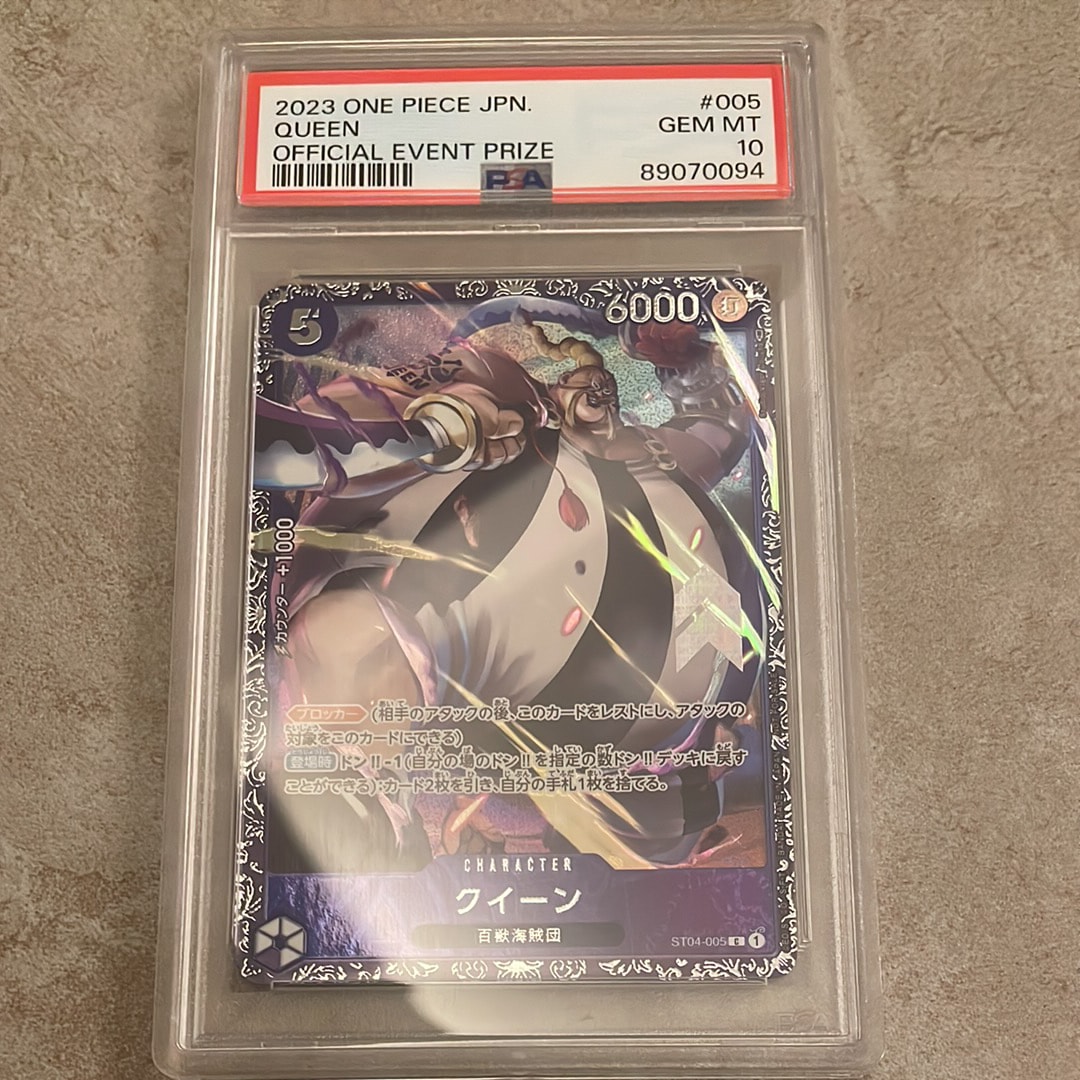 2023 ONE PIECE JPN.
#005
QUEEN
GEM MT
OFFICIAL EVENT PRIZE
10
PSA
89070094
5
6000
打
QUEEN
カウンター +1000
ブロッカー (相手のアタックの後、このカードをレストにし、アタックの
対象をこのカードにできる)
登場時 ドン!!-1(自分の場のドン!!を指定の数ドン!!デッキに戻す
ことができる):カード2枚を引き、自分の手札1枚を捨てる。
CHARACTER
クイーン
百獣海賊団
ST04-005 C 1